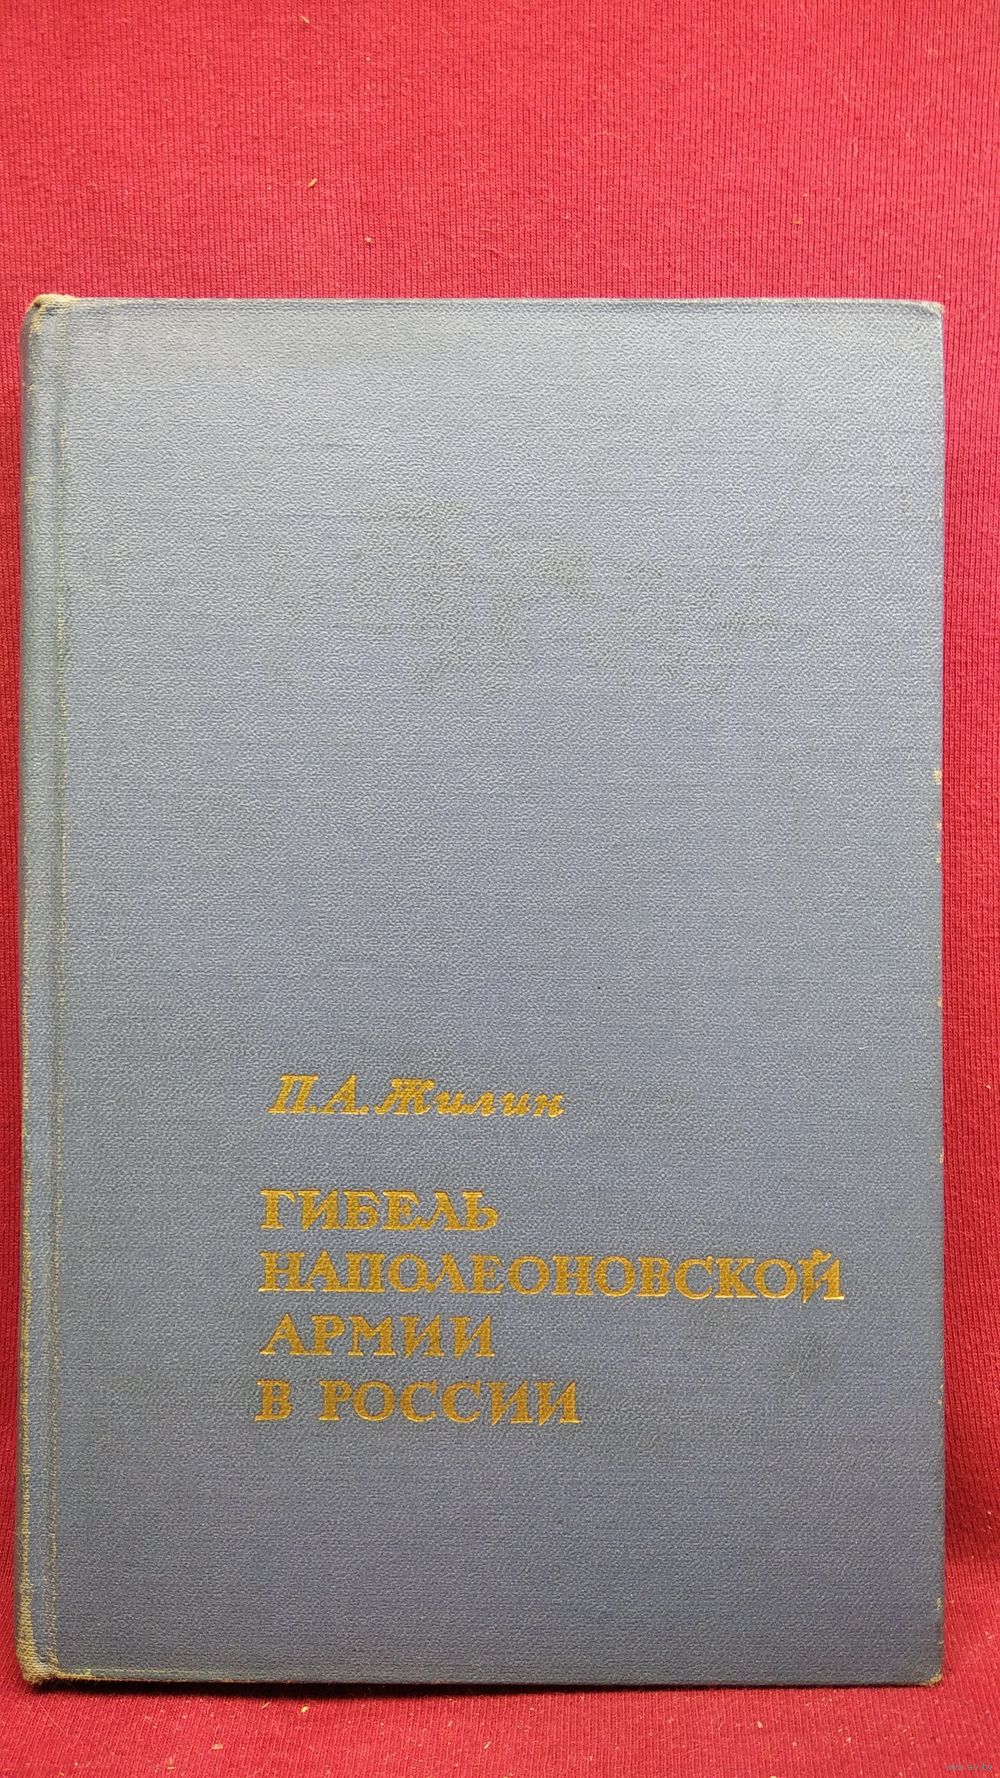 П.А.Жилин
ГИБЕЛЬ
НАПОЛЕОНОВСКОЙ
АРМИИ
В РОССИИ